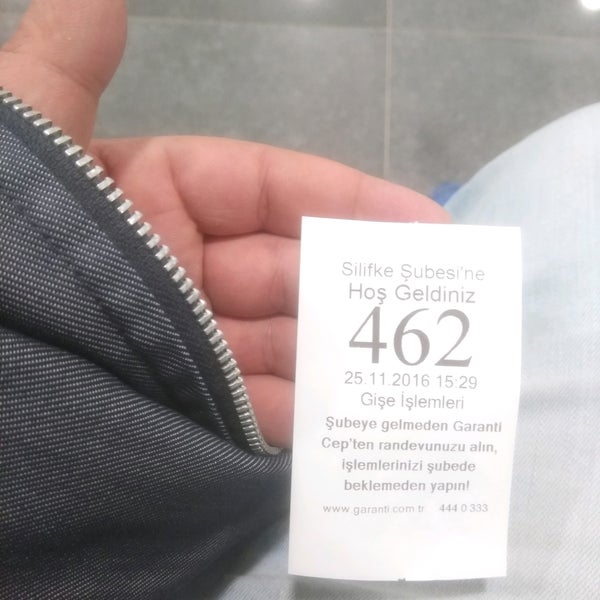 Silifke Şubesi'ne
Hoş Geldiniz
462
25.11.2016 15:29
Gişe İşlemleri
Şubeye gelmeden Garanti
Cep'ten randevunuzu alın,
işlemlerinizi şubede
beklemeden yapın!
www.garanti.com.tr 444 0 333